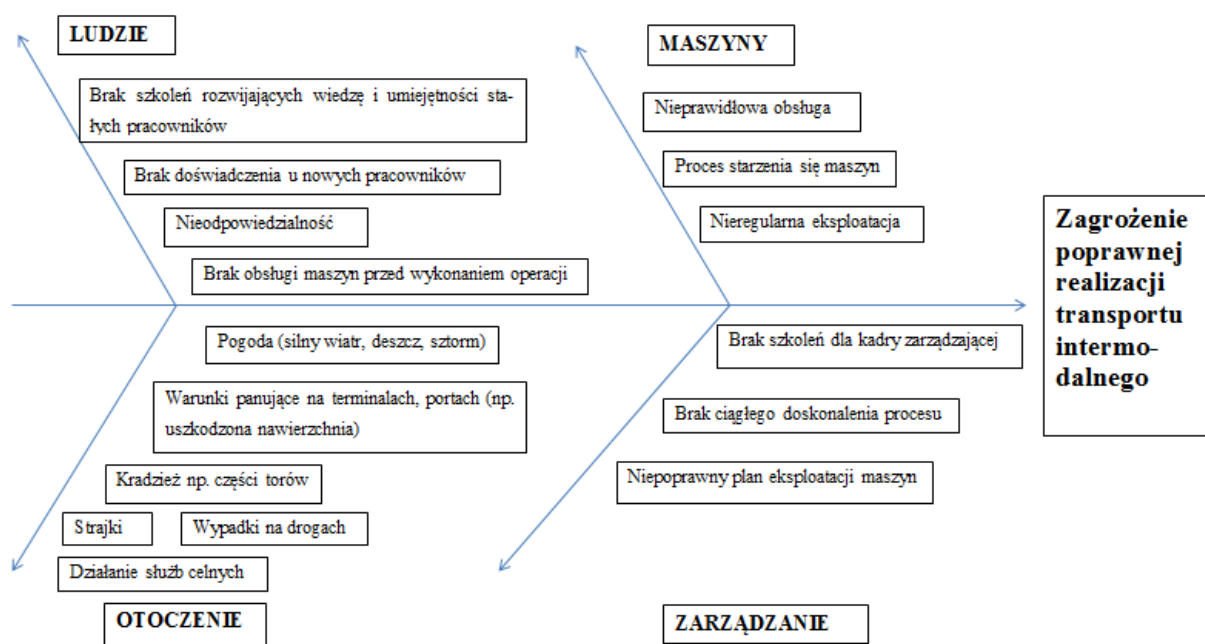 LUDZIE
Brak szkoleń rozwijających wiedzę i umiejętności sta-
łych pracowników
Brak doświadczenia u nowych pracowników
Nieodpowiedzialność
Brak obsługi maszyn przed wykonaniem operacji
MASZYNY
Nieprawidłowa obsługa
Proces starzenia się maszyn
Nieregularna eksploatacja
Zagrożenie
poprawnej
realizacji
transportu
intermo-
dalnego
Pogoda (silny wiatr, deszcz, sztorm)
Warunki panujące na terminalach, portach (np.
uszkodzona nawierzchnia)
Kradzież np. części torów
Strajki
Wypadki na drogach
Działanie służb celnych
OTOCZENIE
Brak szkoleń dla kadry zarządzającej
Brak ciągłego doskonalenia procesu
Niepoprawny plan eksploatacji maszyn
ZARZĄDZANIE